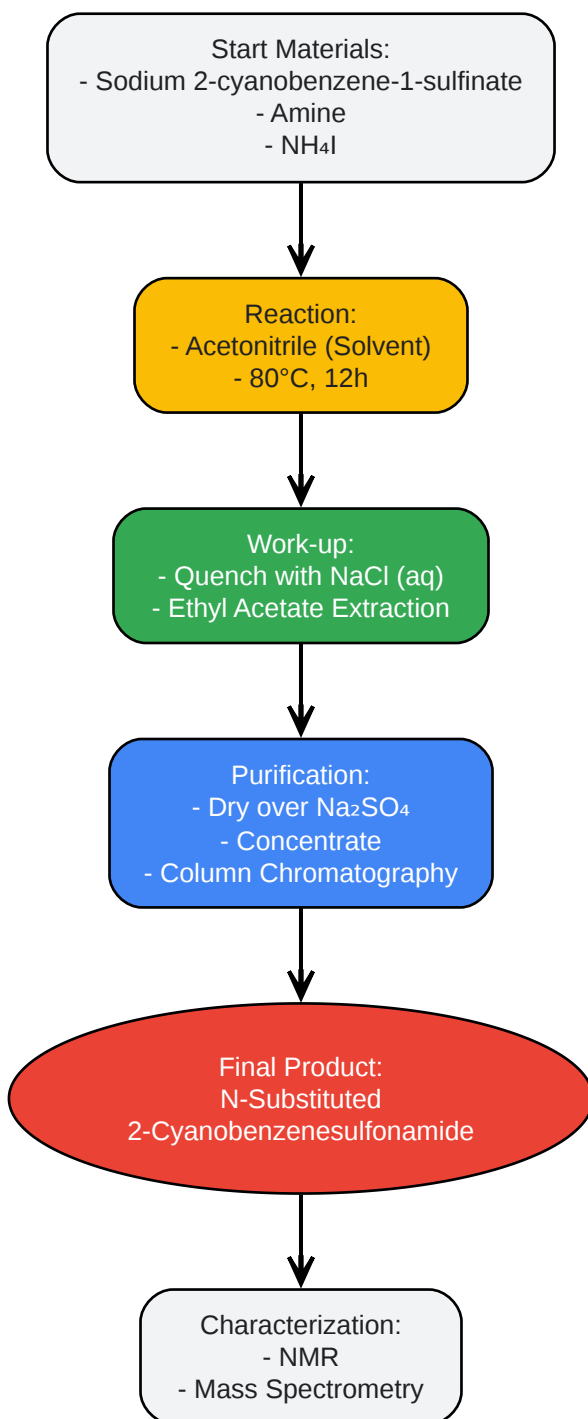 Start Materials:
- Sodium 2-cyanobenzene-1-sulfinate
- Amine
- NH₄I
Reaction:
- Acetonitrile (Solvent)
- 80°C, 12h
Work-up:
- Quench with NaCl (aq)
- Ethyl Acetate Extraction
Purification:
- Dry over Na₂SO₄
- Concentrate
- Column Chromatography
Final Product:
N-Substituted
2-Cyanobenzenesulfonamide
Characterization:
- NMR
- Mass Spectrometry